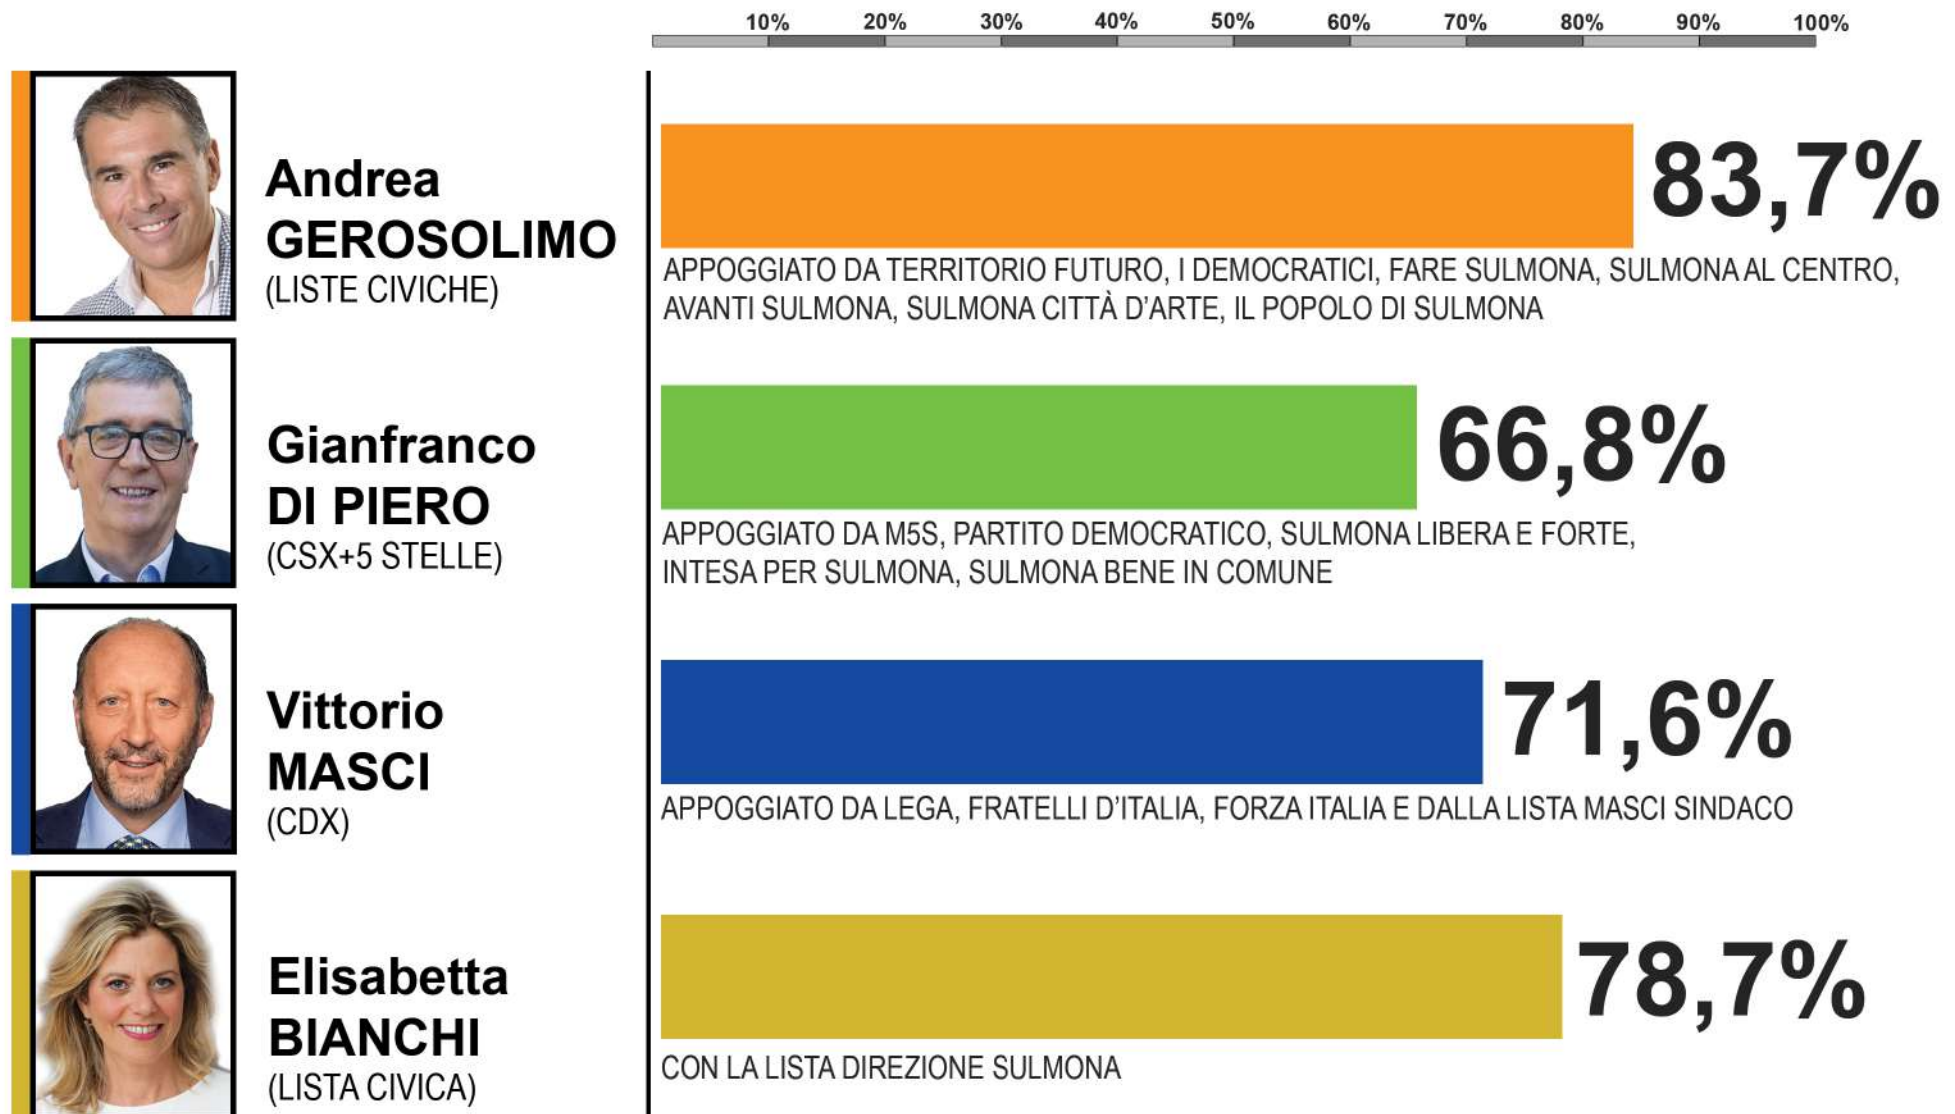 10% 20% 30% 40% 50% 60% 70% 80% 90% 100%
Andrea
GEROSOLIMO
(LISTE CIVICHE)
83,7%
APPOGGIATO DA TERRITORIO FUTURO, I DEMOCRATICI, FARE SULMONA, SULMONA AL CENTRO,
AVANTI SULMONA, SULMONA CITTÀ D'ARTE, IL POPOLO DI SULMONA
Gianfranco
DI PIERO
(CSX+5 STELLE)
66,8%
APPOGGIATO DA M5S, PARTITO DEMOCRATICO, SULMONA LIBERA E FORTE,
INTESA PER SULMONA, SULMONA BENE IN COMUNE
Vittorio
MASCI
(CDX)
71,6%
APPOGGIATO DA LEGA, FRATELLI D'ITALIA, FORZA ITALIA E DALLA LISTA MASCI SINDACO
Elisabetta
BIANCHI
(LISTA CIVICA)
78,7%
CON LA LISTA DIREZIONE SULMONA